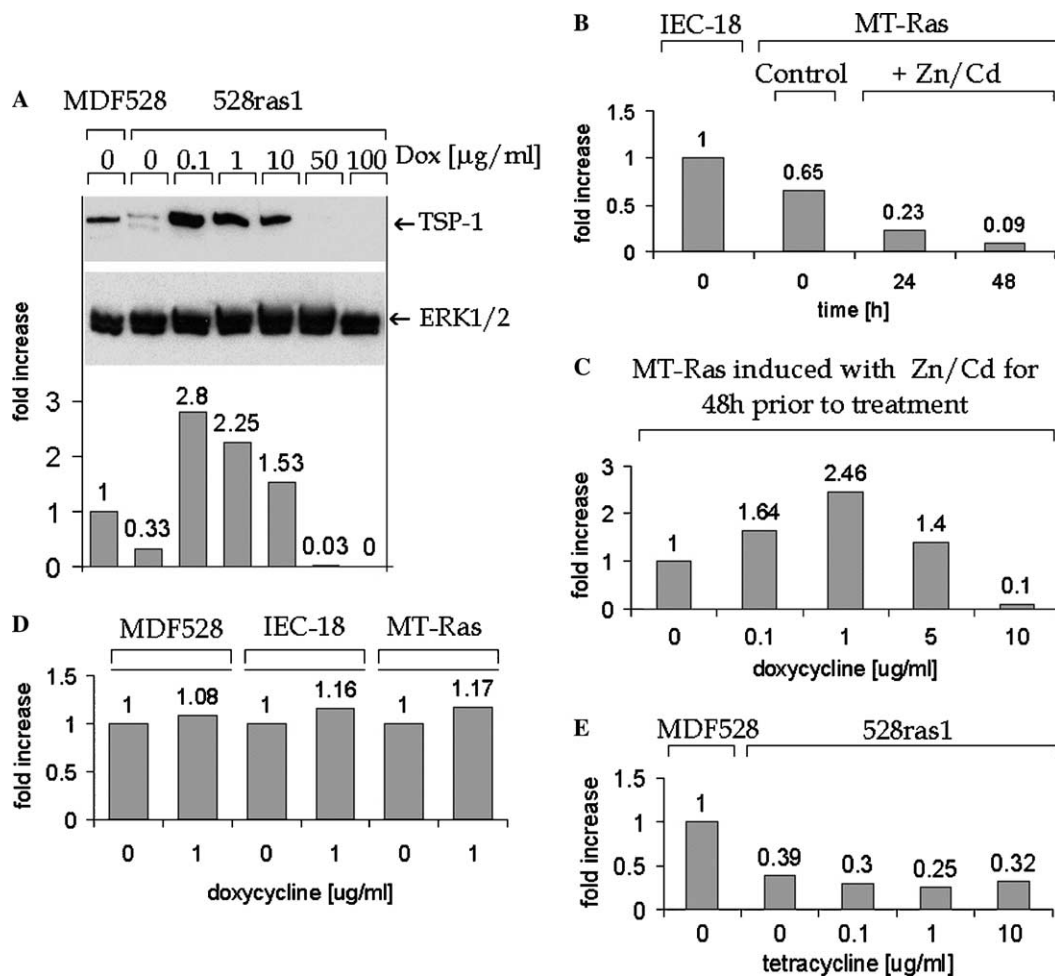 A
MDF528 528ras1
0 0 0.1 1 10 50 100 Dox [μg/ml]
←TSP-1
← ERK1/2
fold increase
3
2
1
0
1 0.33 2.8 2.25 1.53 0.03 0
B
IEC-18 MT-Ras
Control + Zn/Cd
fold increase
1.5
1
0.5
0
1 0.65 0.23 0.09
0 0 24 48
time [h]
C MT-Ras induced with Zn/Cd for
48h prior to treatment
fold increase
3
2
1
0
1 1.64 2.46 1.4 0.1
0 0.1 1 5 10
doxycycline [ug/ml]
D
MDF528 IEC-18 MT-Ras
fold increase
1.5
1
0.5
0
1 1.08 1 1.16 1 1.17
0 1 0 1 0 1
doxycycline [ug/ml]
E
MDF528 528ras1
fold increase
1.5
1
0.5
0
1 0.39 0.3 0.25 0.32
0 0 0.1 1 10
tetracycline [ug/ml]